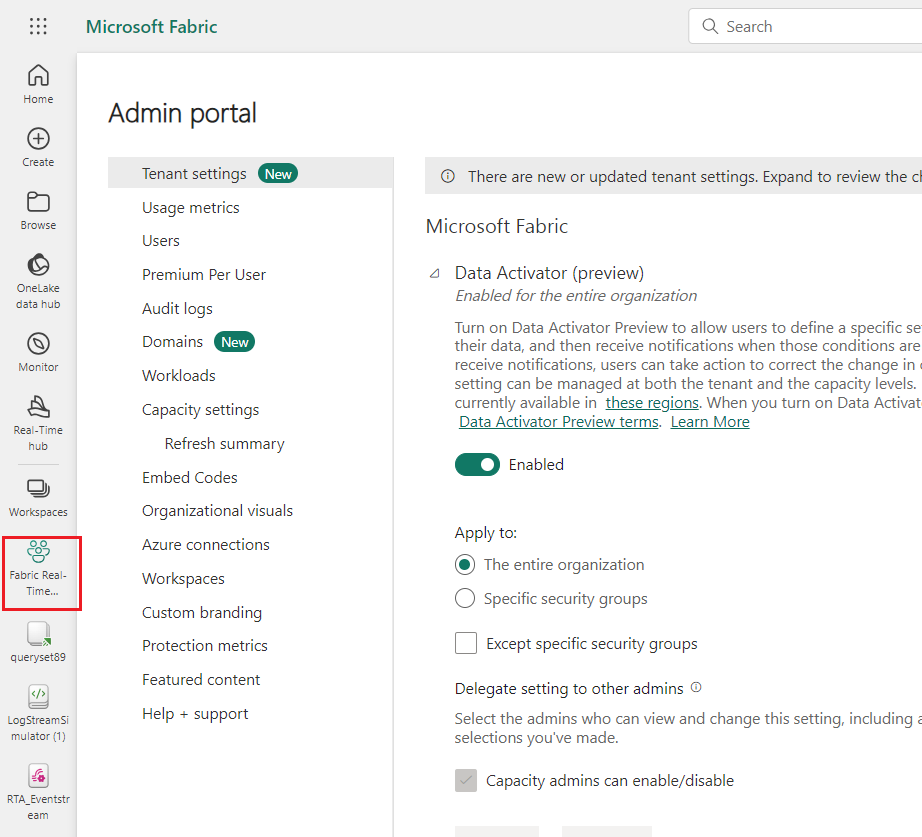 Microsoft Fabric
Search
Home
Create
Browse
OneLake
data hub
Monitor
Real-Time
hub
Workspaces
Fabric Real-
Time...
queryset89
LogStreamSi
mulator (1)
RTA_Eventstr
eam
Admin portal
Tenant settings New
Usage metrics
Users
Premium Per User
Audit logs
Domains New
Workloads
Capacity settings
Refresh summary
Embed Codes
Organizational visuals
Azure connections
Workspaces
Custom branding
Protection metrics
Featured content
Help + support
There are new or updated tenant settings. Expand to review the
Microsoft Fabric
Data Activator (preview)
Enabled for the entire organization
Turn on Data Activator Preview to allow users to define a specific
their data, and then receive notifications when those conditions are
receive notifications, users can take action to correct the change in
setting can be managed at both the tenant and the capacity levels.
currently available in these regions. When you turn on Data
Data Activator Preview terms. Learn More
Enabled
Apply to:
The entire organization
Specific security groups
Except specific security groups
Delegate setting to other admins
Select the admins who can view and change this setting, including
selections you've made.
Capacity admins can enable/disable